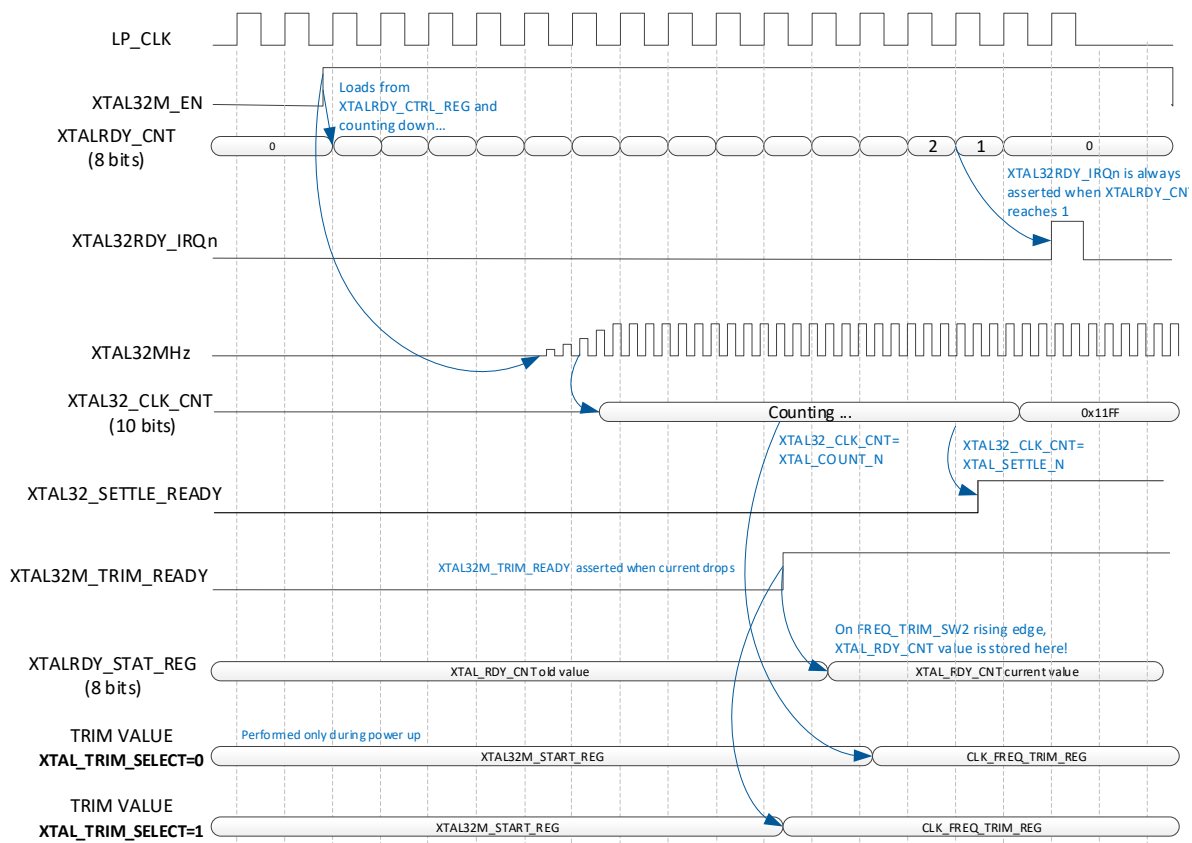 LP_CLK
XTAL32M_EN
Loads from
XTALRDY_CTRL_REG and
counting down...
XTALRDY_CNT
(8 bits)
0
2
1
0
XTAL32RDY_IRQn is always
asserted when XTALRDY_CNT
reaches 1
XTAL32RDY_IRQn
XTAL32MHz
XTAL32_CLK_CNT
(10 bits)
Counting ...
0x11FF
XTAL32_CLK_CNT=
XTAL_COUNT_N
XTAL32_CLK_CNT=
XTAL_SETTLE_N
XTAL32_SETTLE_READY
XTAL32M_TRIM_READY
XTAL32M_TRIM_READY asserted when current drops
On FREQ_TRIM_SW2 rising edge,
XTAL_RDY_CNT value is stored here!
XTALRDY_STAT_REG
(8 bits)
XTAL_RDY_CNT old value
XTAL_RDY_CNT current value
TRIM VALUE
XTAL_TRIM_SELECT=0
Performed only during power up
XTAL32M_START_REG
CLK_FREQ_TRIM_REG
TRIM VALUE
XTAL_TRIM_SELECT=1
XTAL32M_START_REG
CLK_FREQ_TRIM_REG